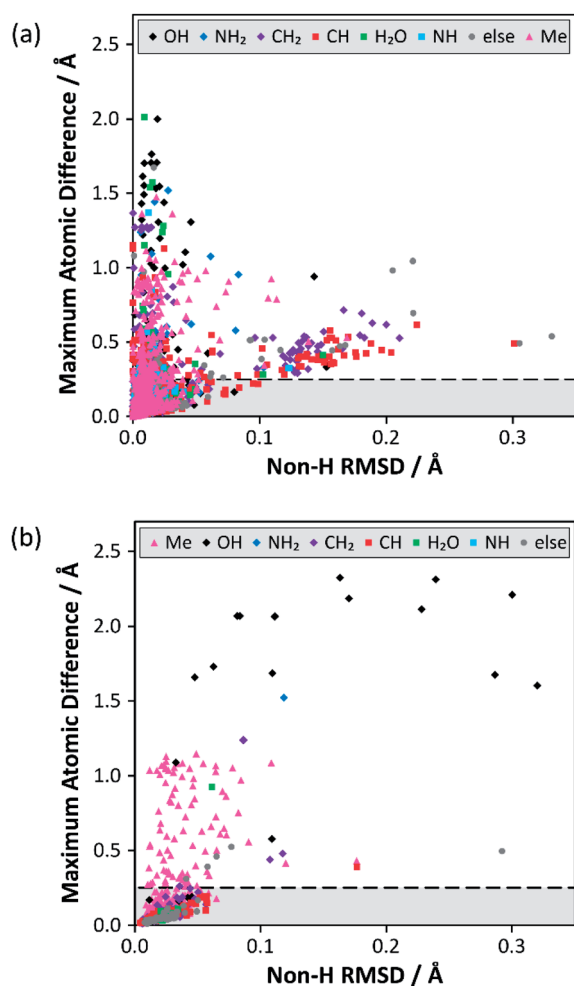 (a)
OH NH₂ CH₂ CH H₂O NH else Me
Maximum Atomic Difference / Å
2.5
2.0
1.5
1.0
0.5
0.0
0.0 0.1 0.2 0.3
Non-H RMSD / Å
(b)
Me OH NH₂ CH₂ CH H₂O NH else
Maximum Atomic Difference / Å
2.5
2.0
1.5
1.0
0.5
0.0
0.0 0.1 0.2 0.3
Non-H RMSD / Å